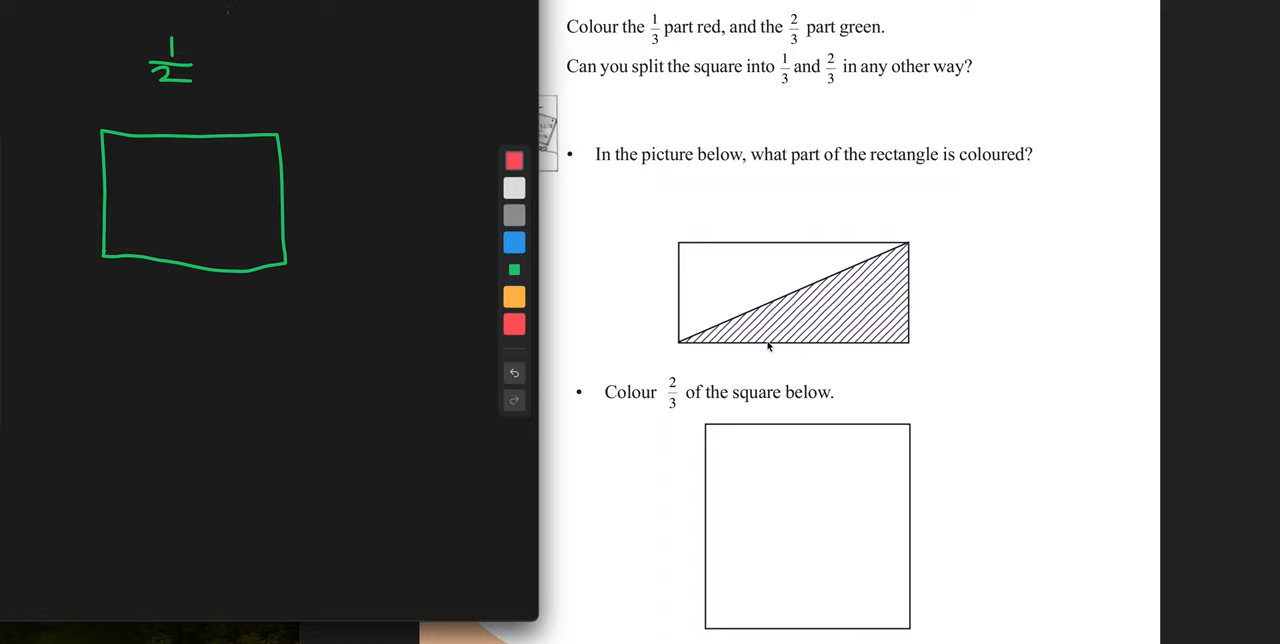 1
2
Colour the 1/3 part red, and the 2/3 part green.
Can you split the square into 1/3 and 2/3 in any other way?
• In the picture below, what part of the rectangle is coloured?
• Colour 2/3 of the square below.